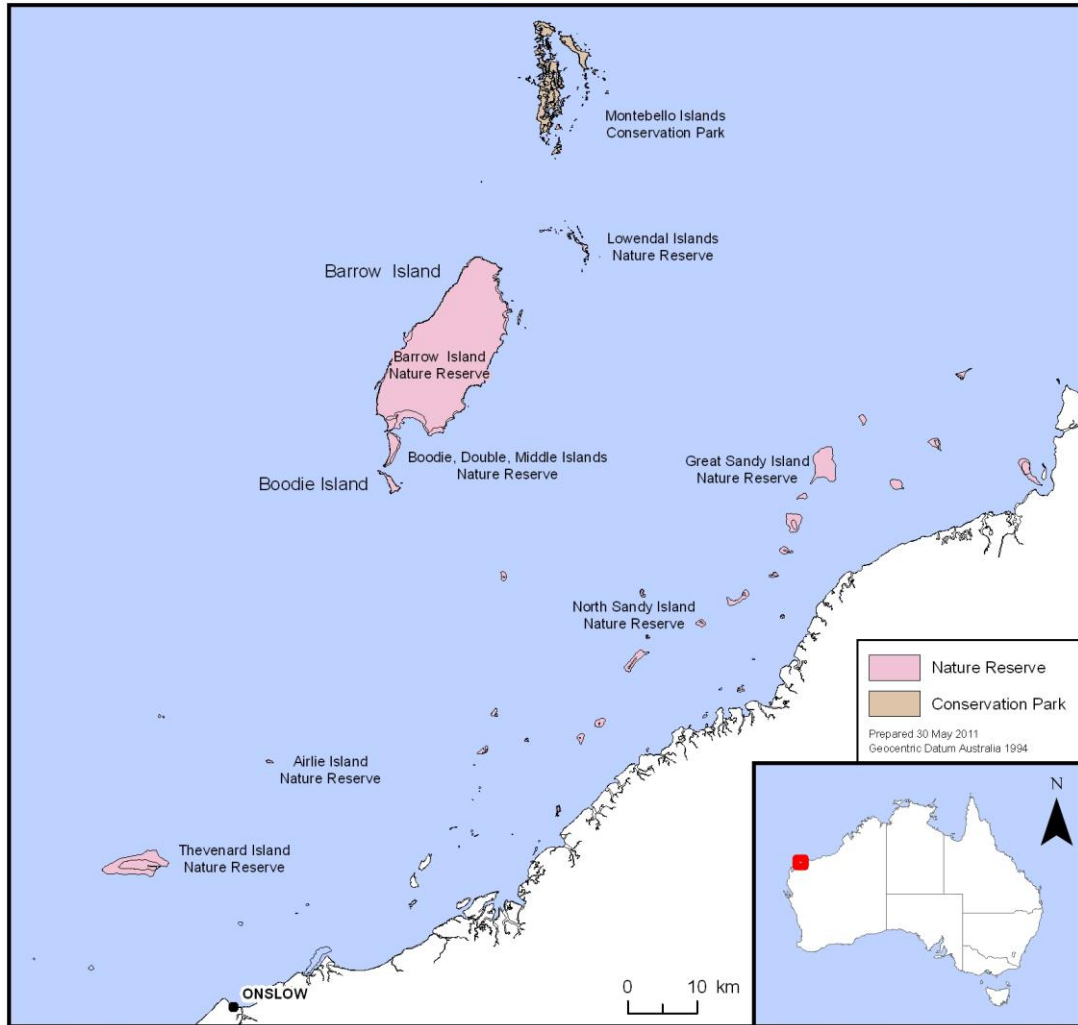 Montebello Islands
Conservation Park
Lowendal Islands
Nature Reserve
Barrow Island
Barrow Island
Nature Reserve
Boodie, Double, Middle Islands
Nature Reserve
Great Sandy Island
Nature Reserve
Boodie Island
North Sandy Island
Nature Reserve
Nature Reserve
Conservation Park
Prepared 30 May 2011
Geocentric Datum Australia 1994
Airlie Island
Nature Reserve
Thevenard Island
Nature Reserve
N
ONSLOW
0 10 km